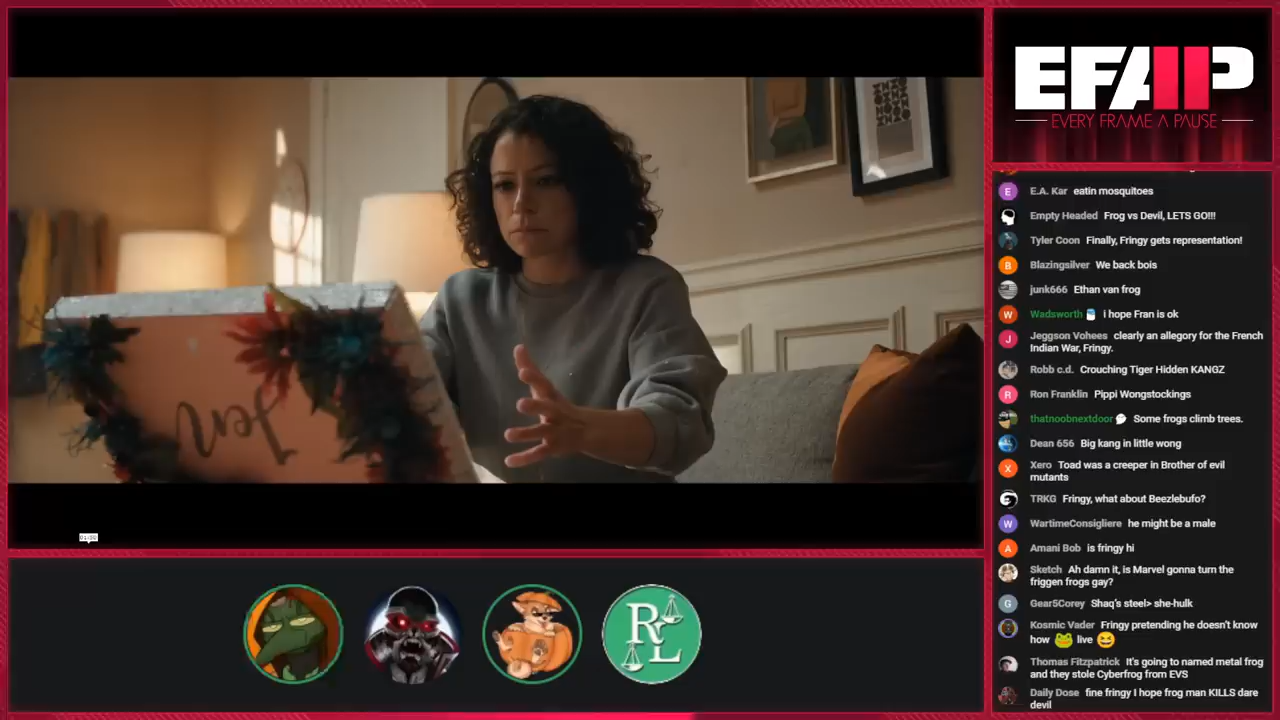 Jen
01:50
EFAP
EVERY FRAME A PAUSE
E.A. Kar eatin mosquitoes
Empty Headed Frog vs Devil, LETS GO!!!
Tyler Coon Finally, Fringy gets representation!
Blazingsilver We back bois
junk666 Ethan van frog
Wadsworth i hope Fran is ok
Jeggson Vohees clearly an allegory for the French
Indian War, Fringy.
Robb c.d. Crouching Tiger Hidden KANGZ
Ron Franklin Pippi Wongstockings
thatnoobnextdoor Some frogs climb trees.
Dean 656 Big kang in little wong
Xero Toad was a creeper in Brother of evil
mutants
TRKG Fringy, what about Beezlebufo?
WartimeConsigliere he might be a male
Amani Bob is fringy hi
Sketch Ah damn it, is Marvel gonna turn the
friggen frogs gay?
Gear5Corey Shaq's steel> she-hulk
Kosmic Vader Fringy pretending he doesn't know
how 🐸 live 😆
Thomas Fitzpatrick It's going to named metal frog
and they stole Cyberfrog from EVS
Daily Dose fine fringy I hope frog man KILLS dare
devil
E
B
W
J
R
X
W
A
G
RL